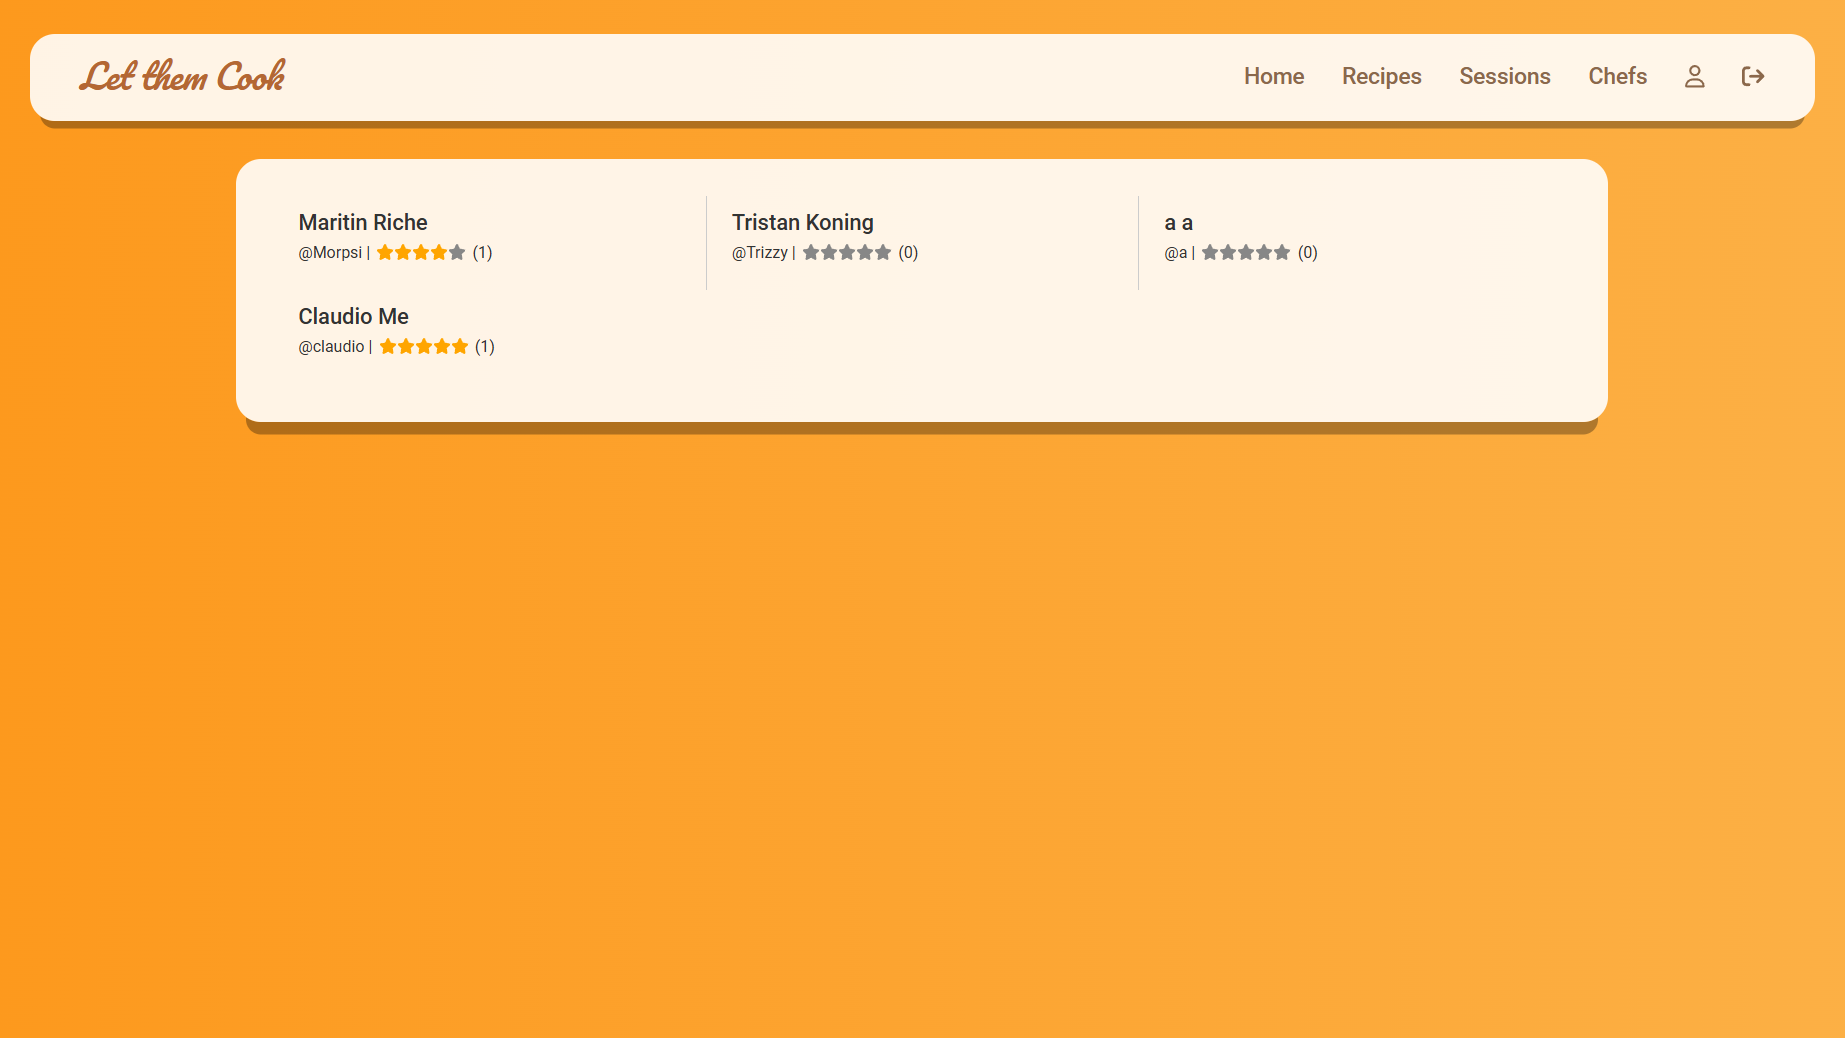 Let them Cook
Home Recipes Sessions Chefs
Maritin Riche
@Morpsi | (1)
Tristan Koning
@Trizzy | (0)
a a
@a | (0)
Claudio Me
@claudio | (1)